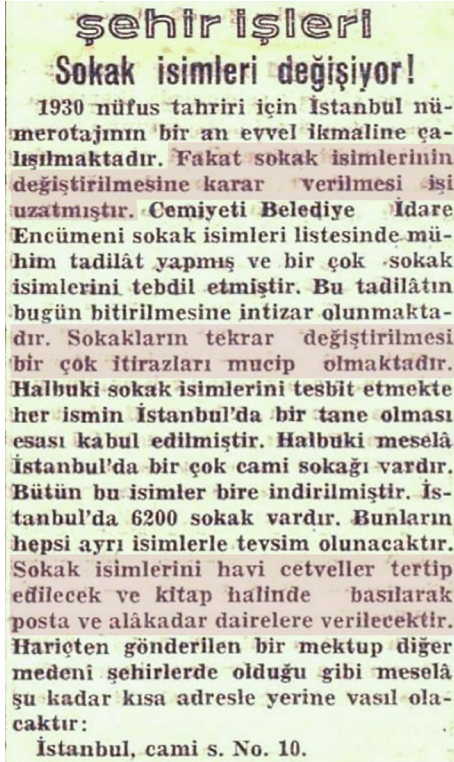 şehir işleri
Sokak isimleri değişiyor!
1930 nüfus tahriri için İstanbul nü-
merotajının bir an evvel ikmaline ça-
lışılmaktadır. Fakat sokak isimlerinin
değiştirilmesine karar verilmesi işi
uzatmıştır. Cemiyeti Belediye İdare
Encümeni sokak isimleri listesinde mü-
him tadilât yapmış ve bir çok sokak
isimlerini tebdil etmiştir. Bu tadilâtın
bugün bitirilmesine intizar olunmakta-
dır. Sokakların tekrar değiştirilmesi
bir çok itirazları mucip olmaktadır.
Halbuki sokak isimlerini tesbit etmekte
her ismin İstanbul'da bir tane olması
esası kabul edilmiştir. Halbuki meselâ
İstanbul'da bir çok cami sokağı vardır.
Bütün bu isimler bire indirilmiştir. İs-
tanbul'da 6200 sokak vardır. Bunların
hepsi ayrı isimlerle tevsim olunacaktır.
Sokak isimlerini havi cetveller tertip
edilecek ve kitap halinde basılarak
posta ve alâkadar dairelere verilecektir.
Hariçten gönderilen bir mektup diğer
medeni şehirlerde olduğu gibi meselâ
şu kadar kısa adresle yerine vasıl ola-
caktır:
İstanbul, cami s. No. 10.